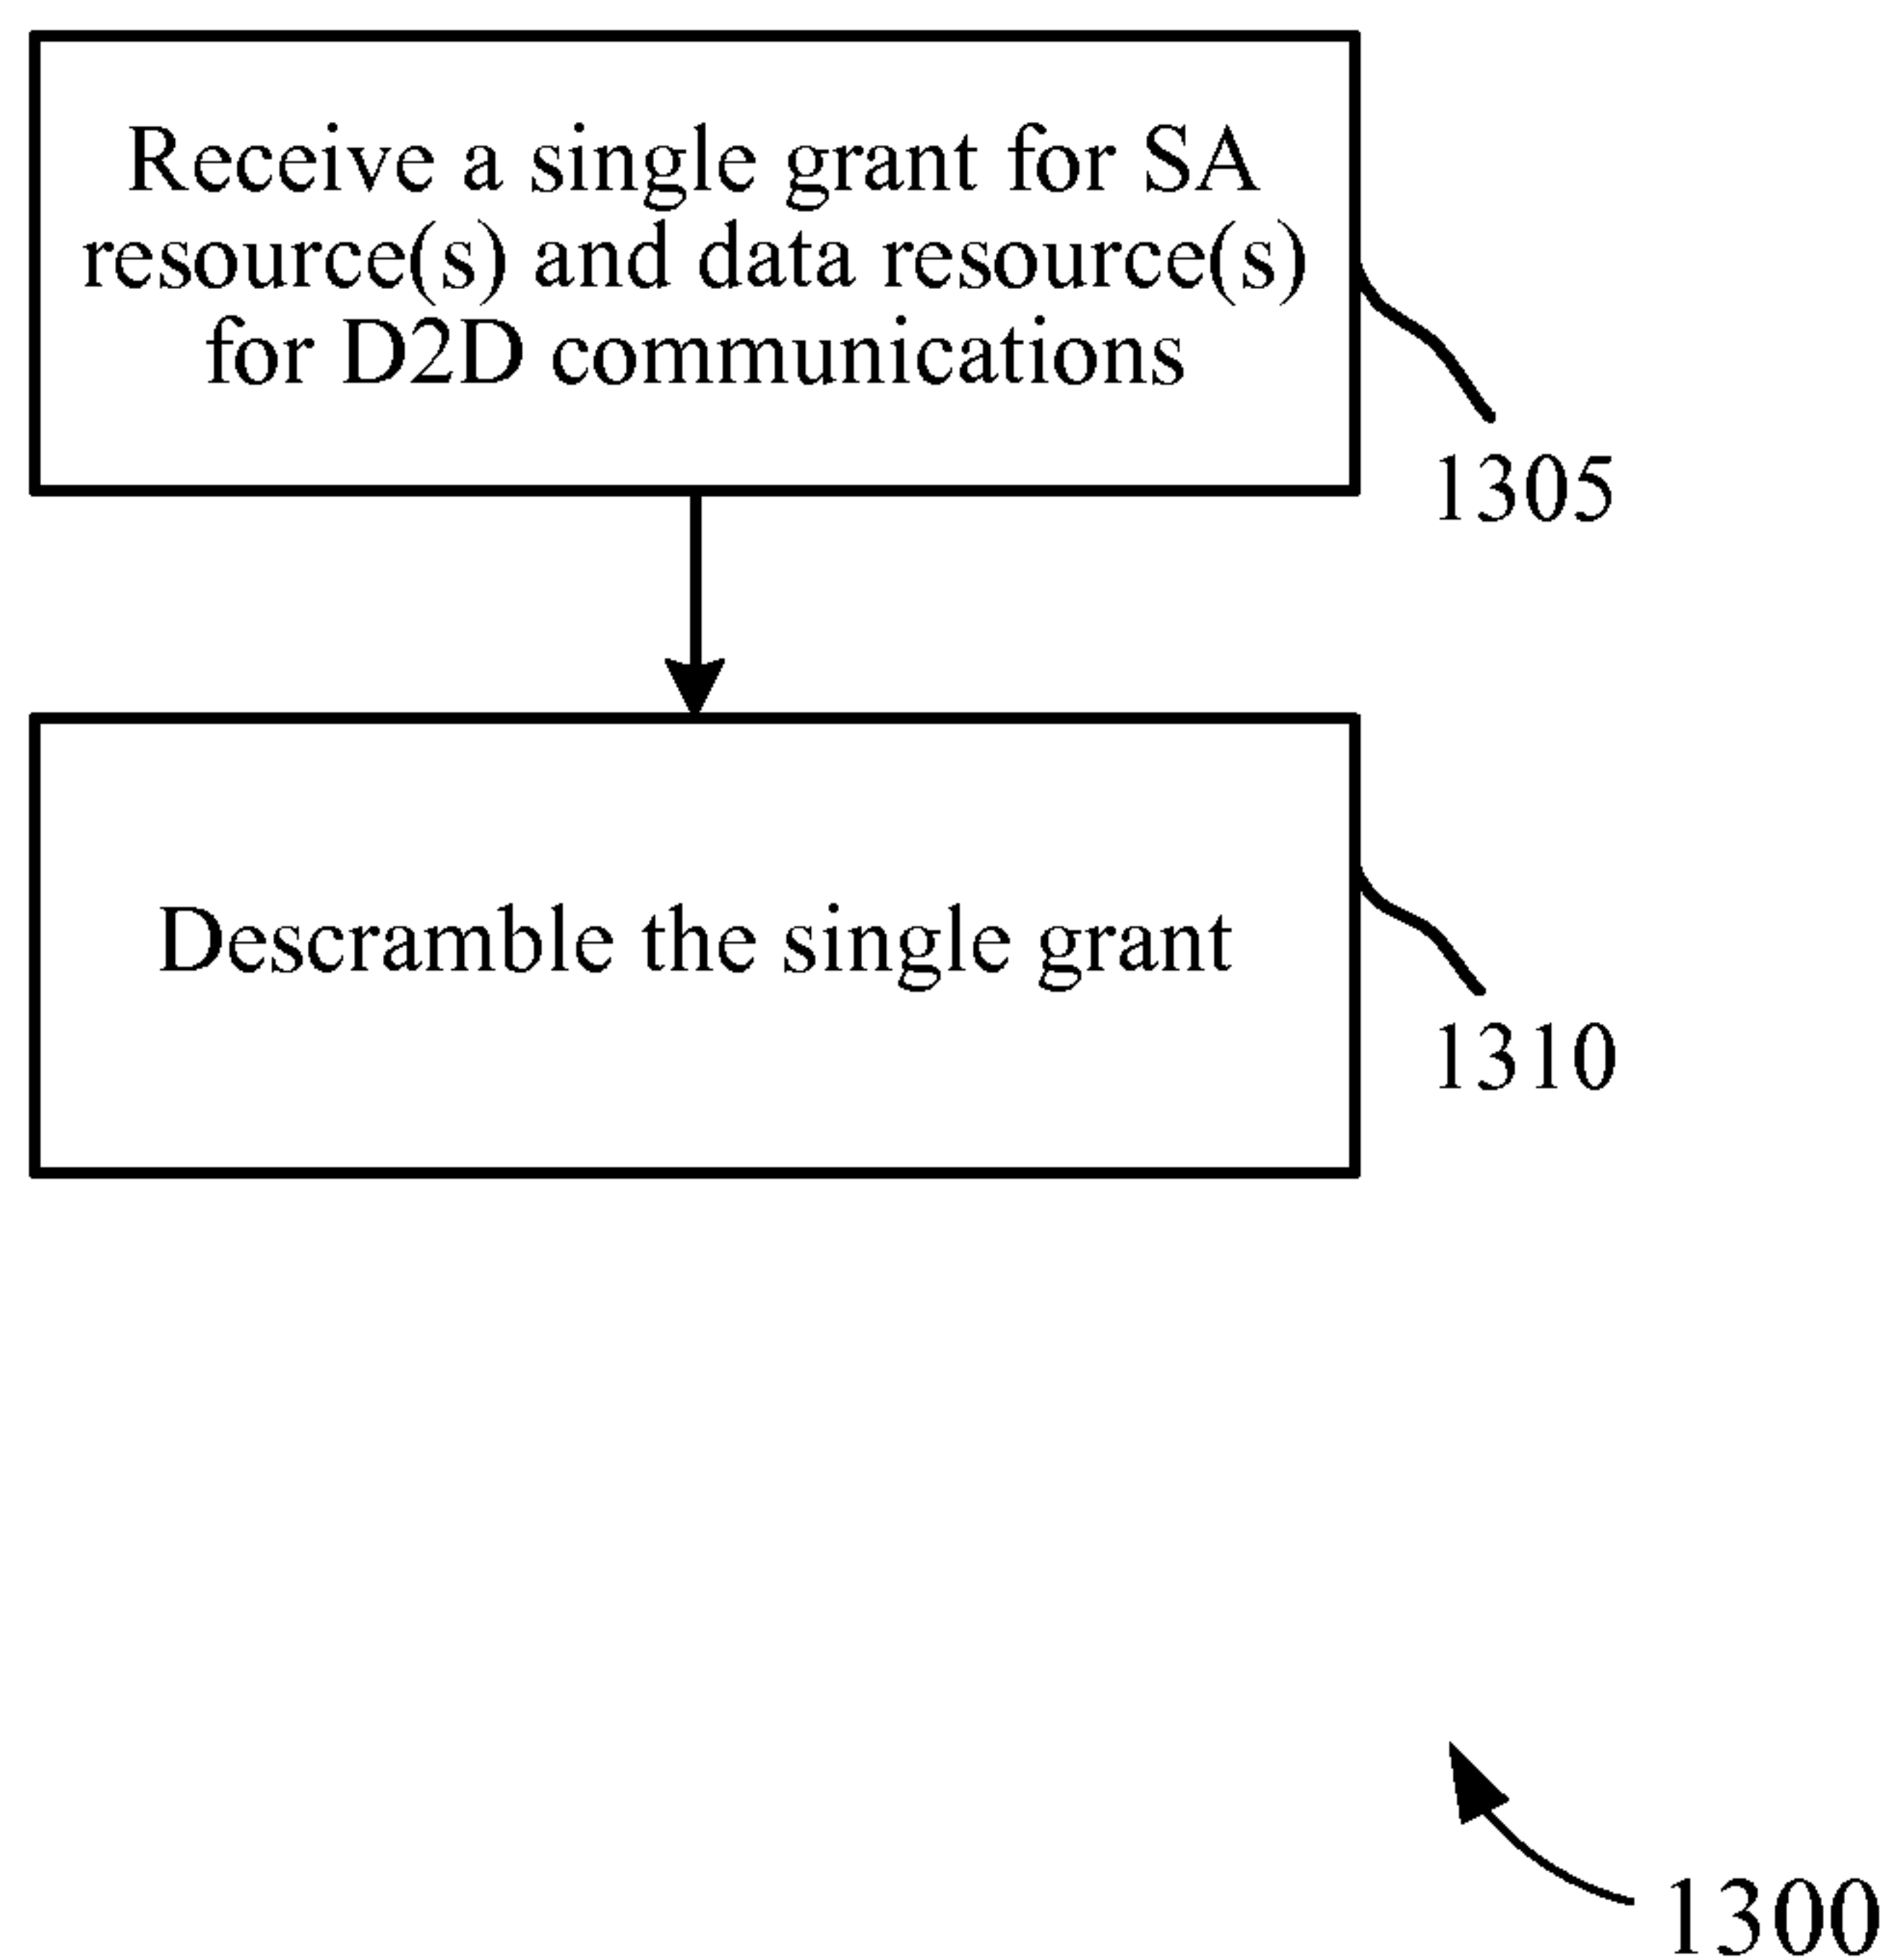 Receive a single grant for SA
resource(s) and data resource(s)
for D2D communications
1305
Descramble the single grant
1310
1300